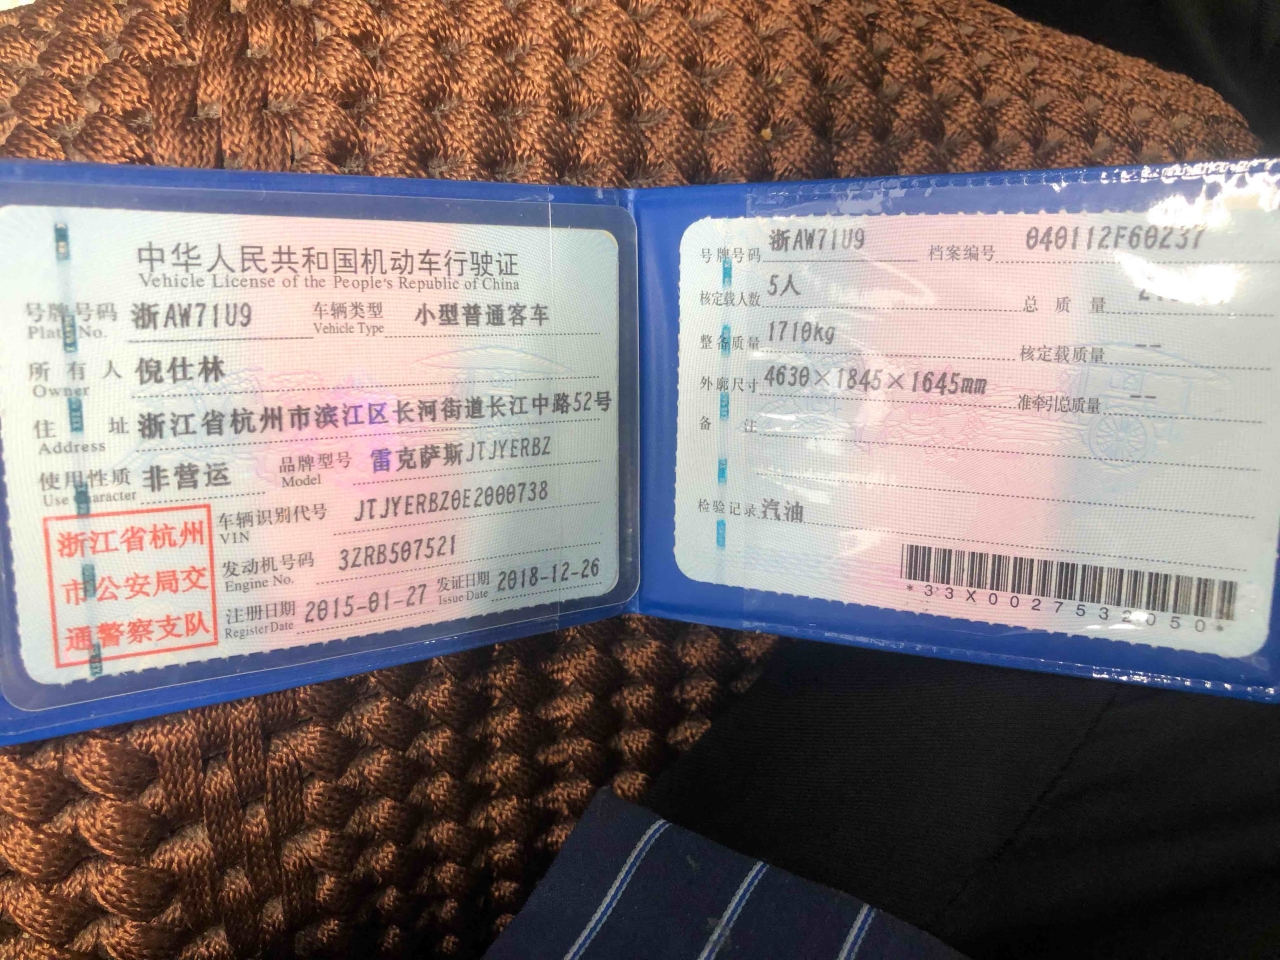 中华人民共和国机动车行驶证
Vehicle License of the People's Republic of China
号牌号码 浙AW71U9 车辆类型 小型普通客车
Plate No. Vehicle Type
所有人 倪仕林
Owner
住址 浙江省杭州市滨江区长河街道长江中路52号
Address
使用性质 非营运 品牌型号 雷克萨斯JTJYERBZ
Use Character Model
浙江省杭州
市公安局交
通警察支队
车辆识别代号 JTJYERBZ0E2000738
VIN
发动机号码 3ZRB507521
Engine No.
注册日期 2015-01-27 发证日期 2018-12-26
Register Date Issue Date
号牌号码 浙AW71U9 档案编号 040112F60237
核定载人数 5人 总质量
整备质量 1710kg 核定载质量 --
外廓尺寸 4630×1845×1645mm 准牵引总质量 --
备注
检验记录 汽油
*33X0027532050*